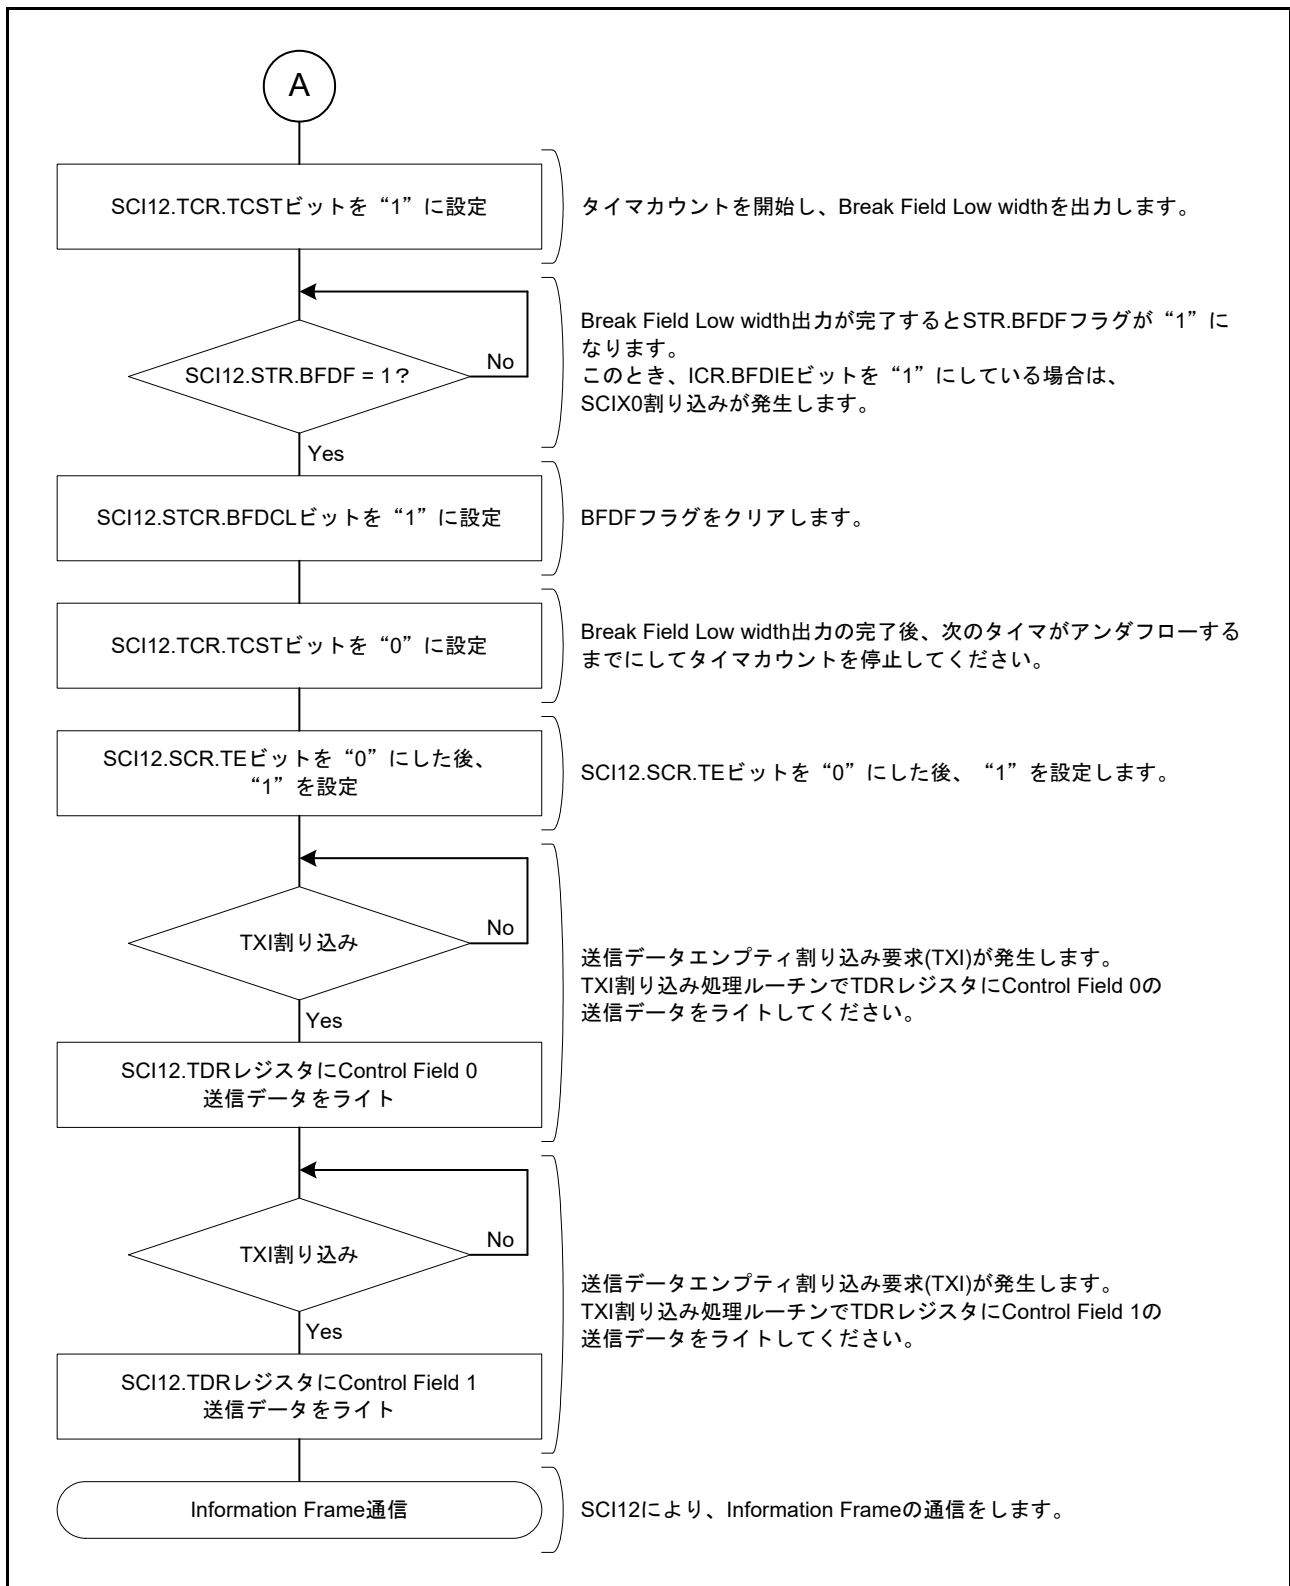 A
SCI12.TCR.TCSTビットを“1”に設定
タイマカウントを開始し、Break Field Low widthを出力します。
SCI12.STR.BFDF = 1?
No
Yes
Break Field Low width出力が完了するとSTR.BFDFフラグが“1”に
なります。
このとき、ICR.BFDIEビットを“1”にしている場合は、
SCIX0割り込みが発生します。
SCI12.STCR.BFDCLビットを“1”に設定
BFDFフラグをクリアします。
SCI12.TCR.TCSTビットを“0”に設定
Break Field Low width出力の完了後、次のタイマがアンダフローする
までにしてタイマカウントを停止してください。
SCI12.SCR.TEビットを“0”にした後、
“1”を設定
SCI12.SCR.TEビットを“0”にした後、“1”を設定します。
TXI割り込み
No
Yes
SCI12.TDRレジスタにControl Field 0
送信データをライト
送信データエンプティ割り込み要求(TXI)が発生します。
TXI割り込み処理ルーチンでTDRレジスタにControl Field 0の
送信データをライトしてください。
TXI割り込み
No
Yes
SCI12.TDRレジスタにControl Field 1
送信データをライト
送信データエンプティ割り込み要求(TXI)が発生します。
TXI割り込み処理ルーチンでTDRレジスタにControl Field 1の
送信データをライトしてください。
Information Frame通信
SCI12により、Information Frameの通信をします。